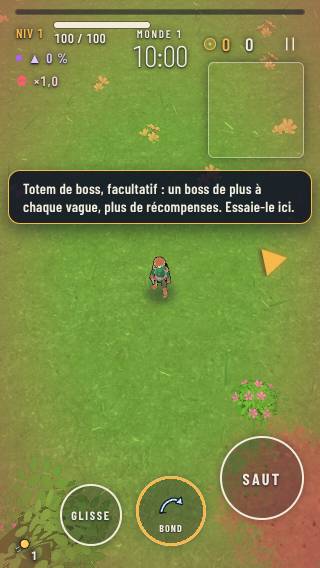 NIV 1
100 / 100
MONDE 1
10:00
0 0
▲ 0 %
×1,0
Totem de boss, facultatif : un boss de plus à
chaque vague, plus de récompenses. Essaie-le ici.
SAUT
GLISSE
BOND
1